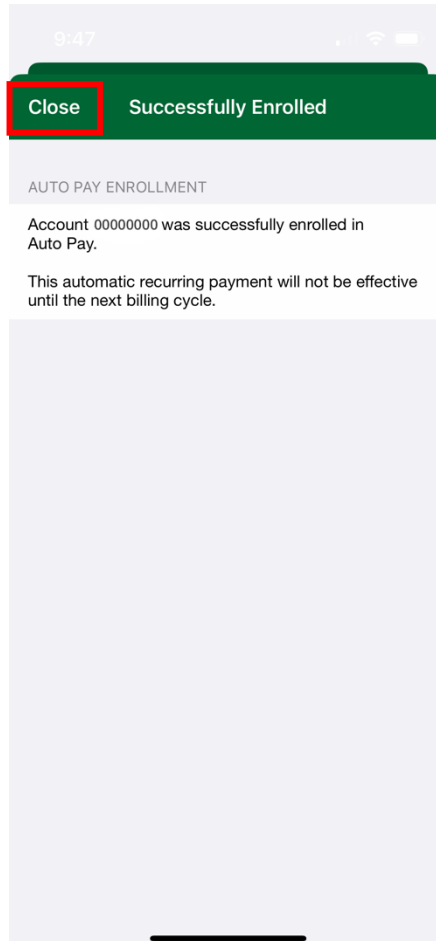 9:47
Close Successfully Enrolled
AUTO PAY ENROLLMENT
Account 00000000 was successfully enrolled in
Auto Pay.
This automatic recurring payment will not be effective
until the next billing cycle.